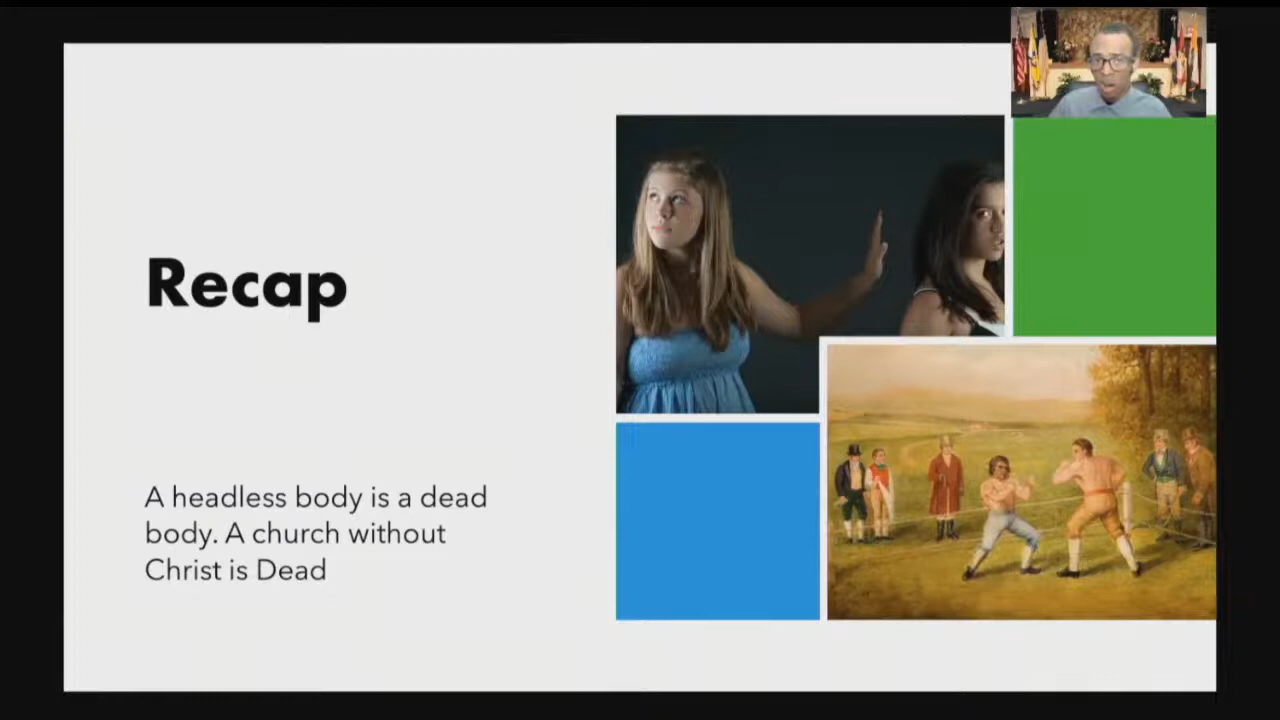 Recap
A headless body is a dead
body. A church without
Christ is Dead